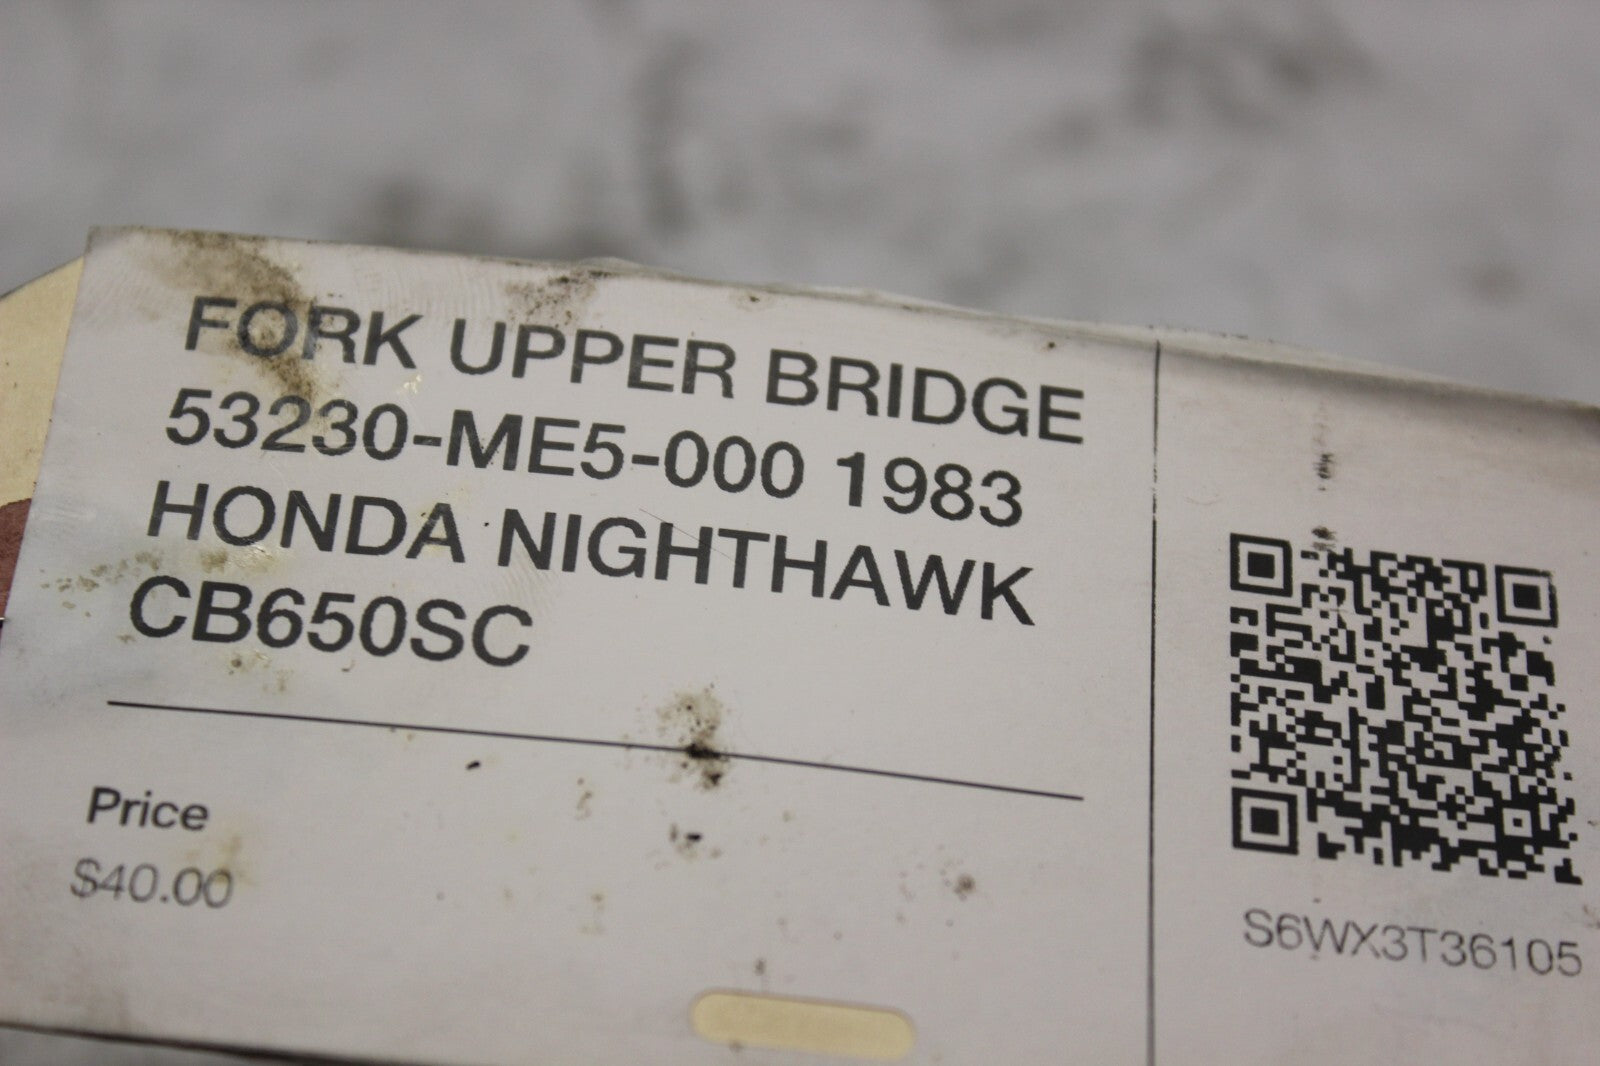 FORK UPPER BRIDGE
53230-ME5-000 1983
HONDA NIGHTHAWK
CB650SC
Price
$40.00
S6WX3T36105